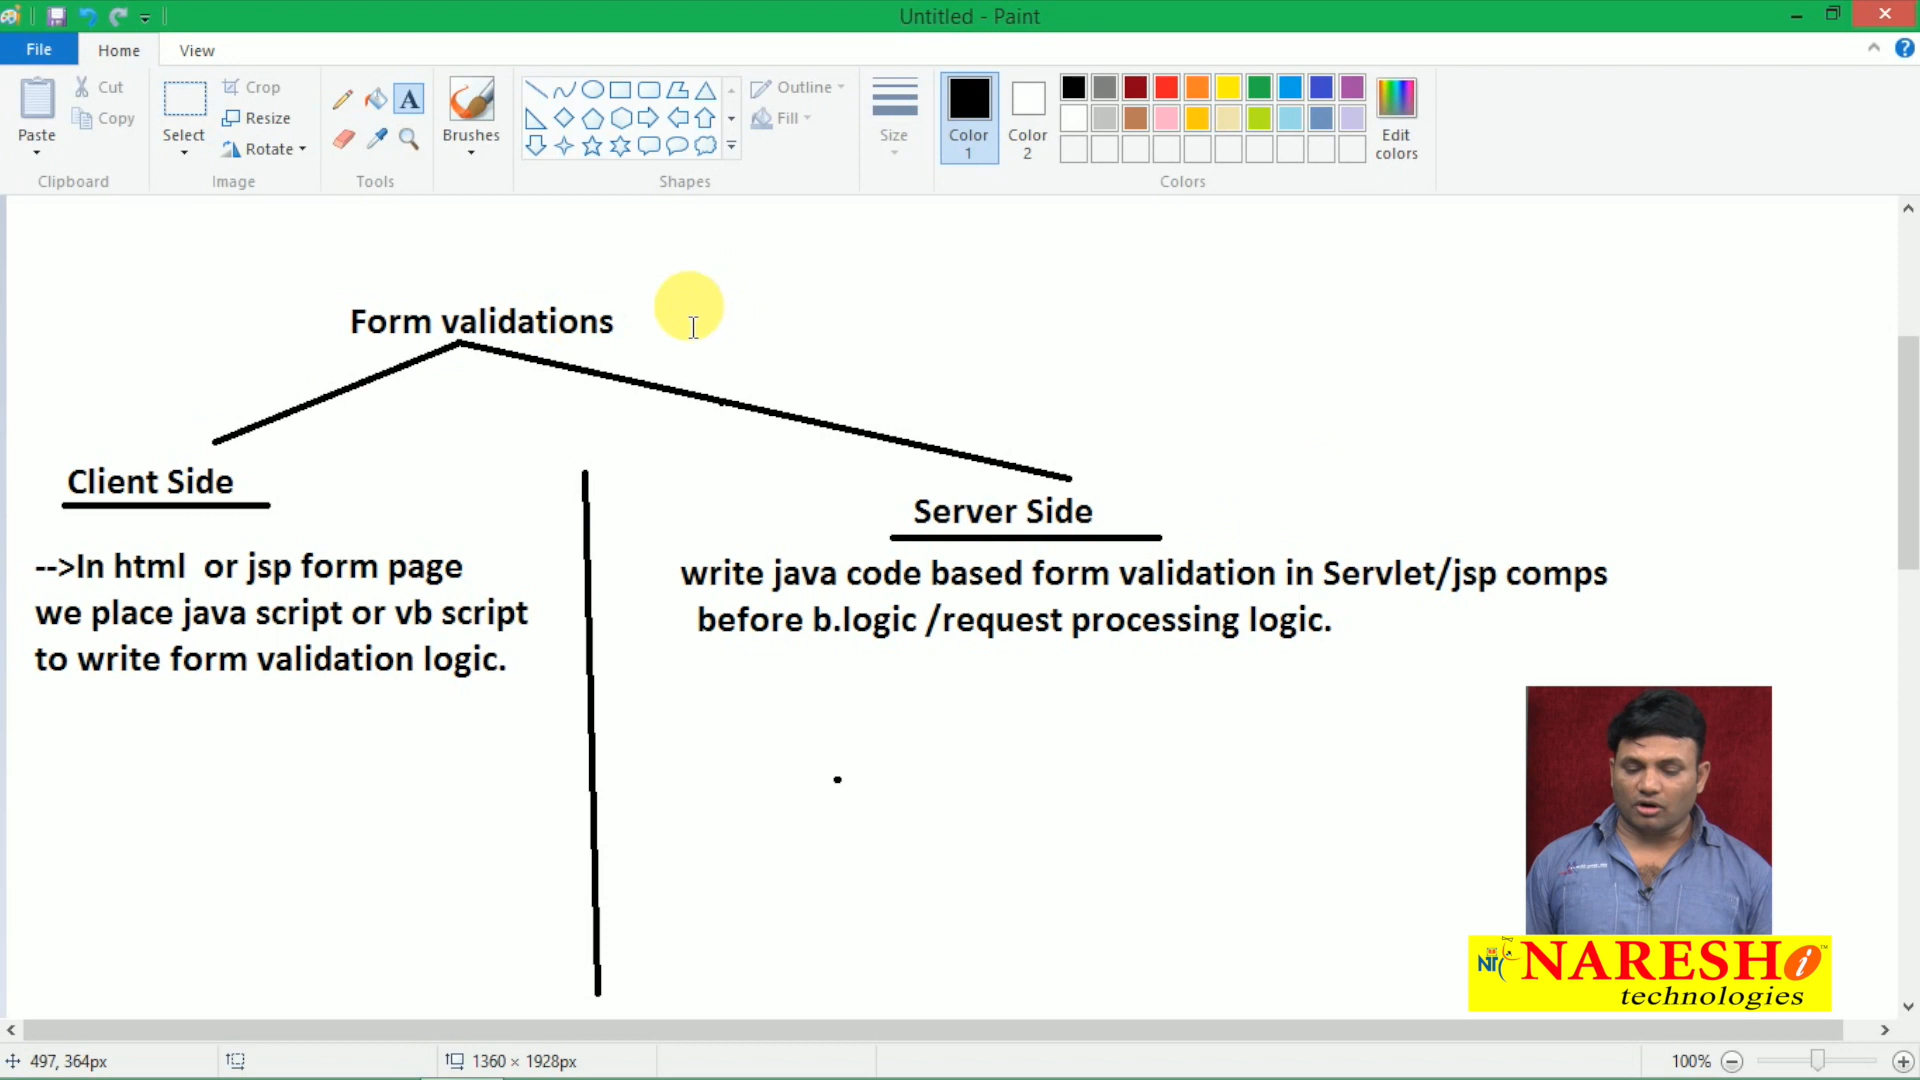 Untitled - Paint
File
Home
View
Paste
Cut
Copy
Clipboard
Select
Crop
Resize
Rotate
Image
A
Tools
Brushes
Shapes
Outline
Fill
Size
Color 1
Color 2
Edit colors
Colors
Form validations
Client Side
-->In html or jsp form page
we place java script or vb script
to write form validation logic.
Server Side
write java code based form validation in Servlet/jsp comps
before b.logic /request processing logic.
NT
NARESH i
technologies
497, 364px
1360 × 1928px
100%